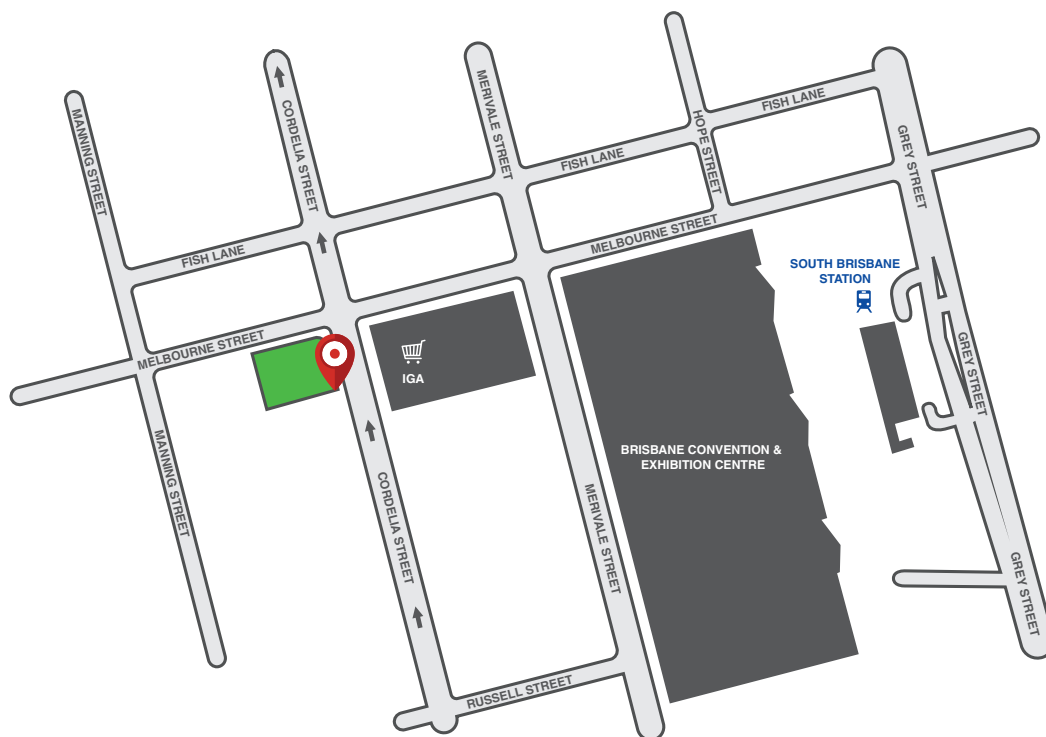 MANNING STREET
CORDELIA STREET
MERIVALE STREET
HOPE STREET
FISH LANE
GREY STREET
FISH LANE
FISH LANE
MELBOURNE STREET
SOUTH BRISBANE
STATION
MELBOURNE STREET
GREY STREET
IGA
BRISBANE CONVENTION &
EXHIBITION CENTRE
MANNING STREET
CORDELIA STREET
MERIVALE STREET
GREY STREET
RUSSELL STREET